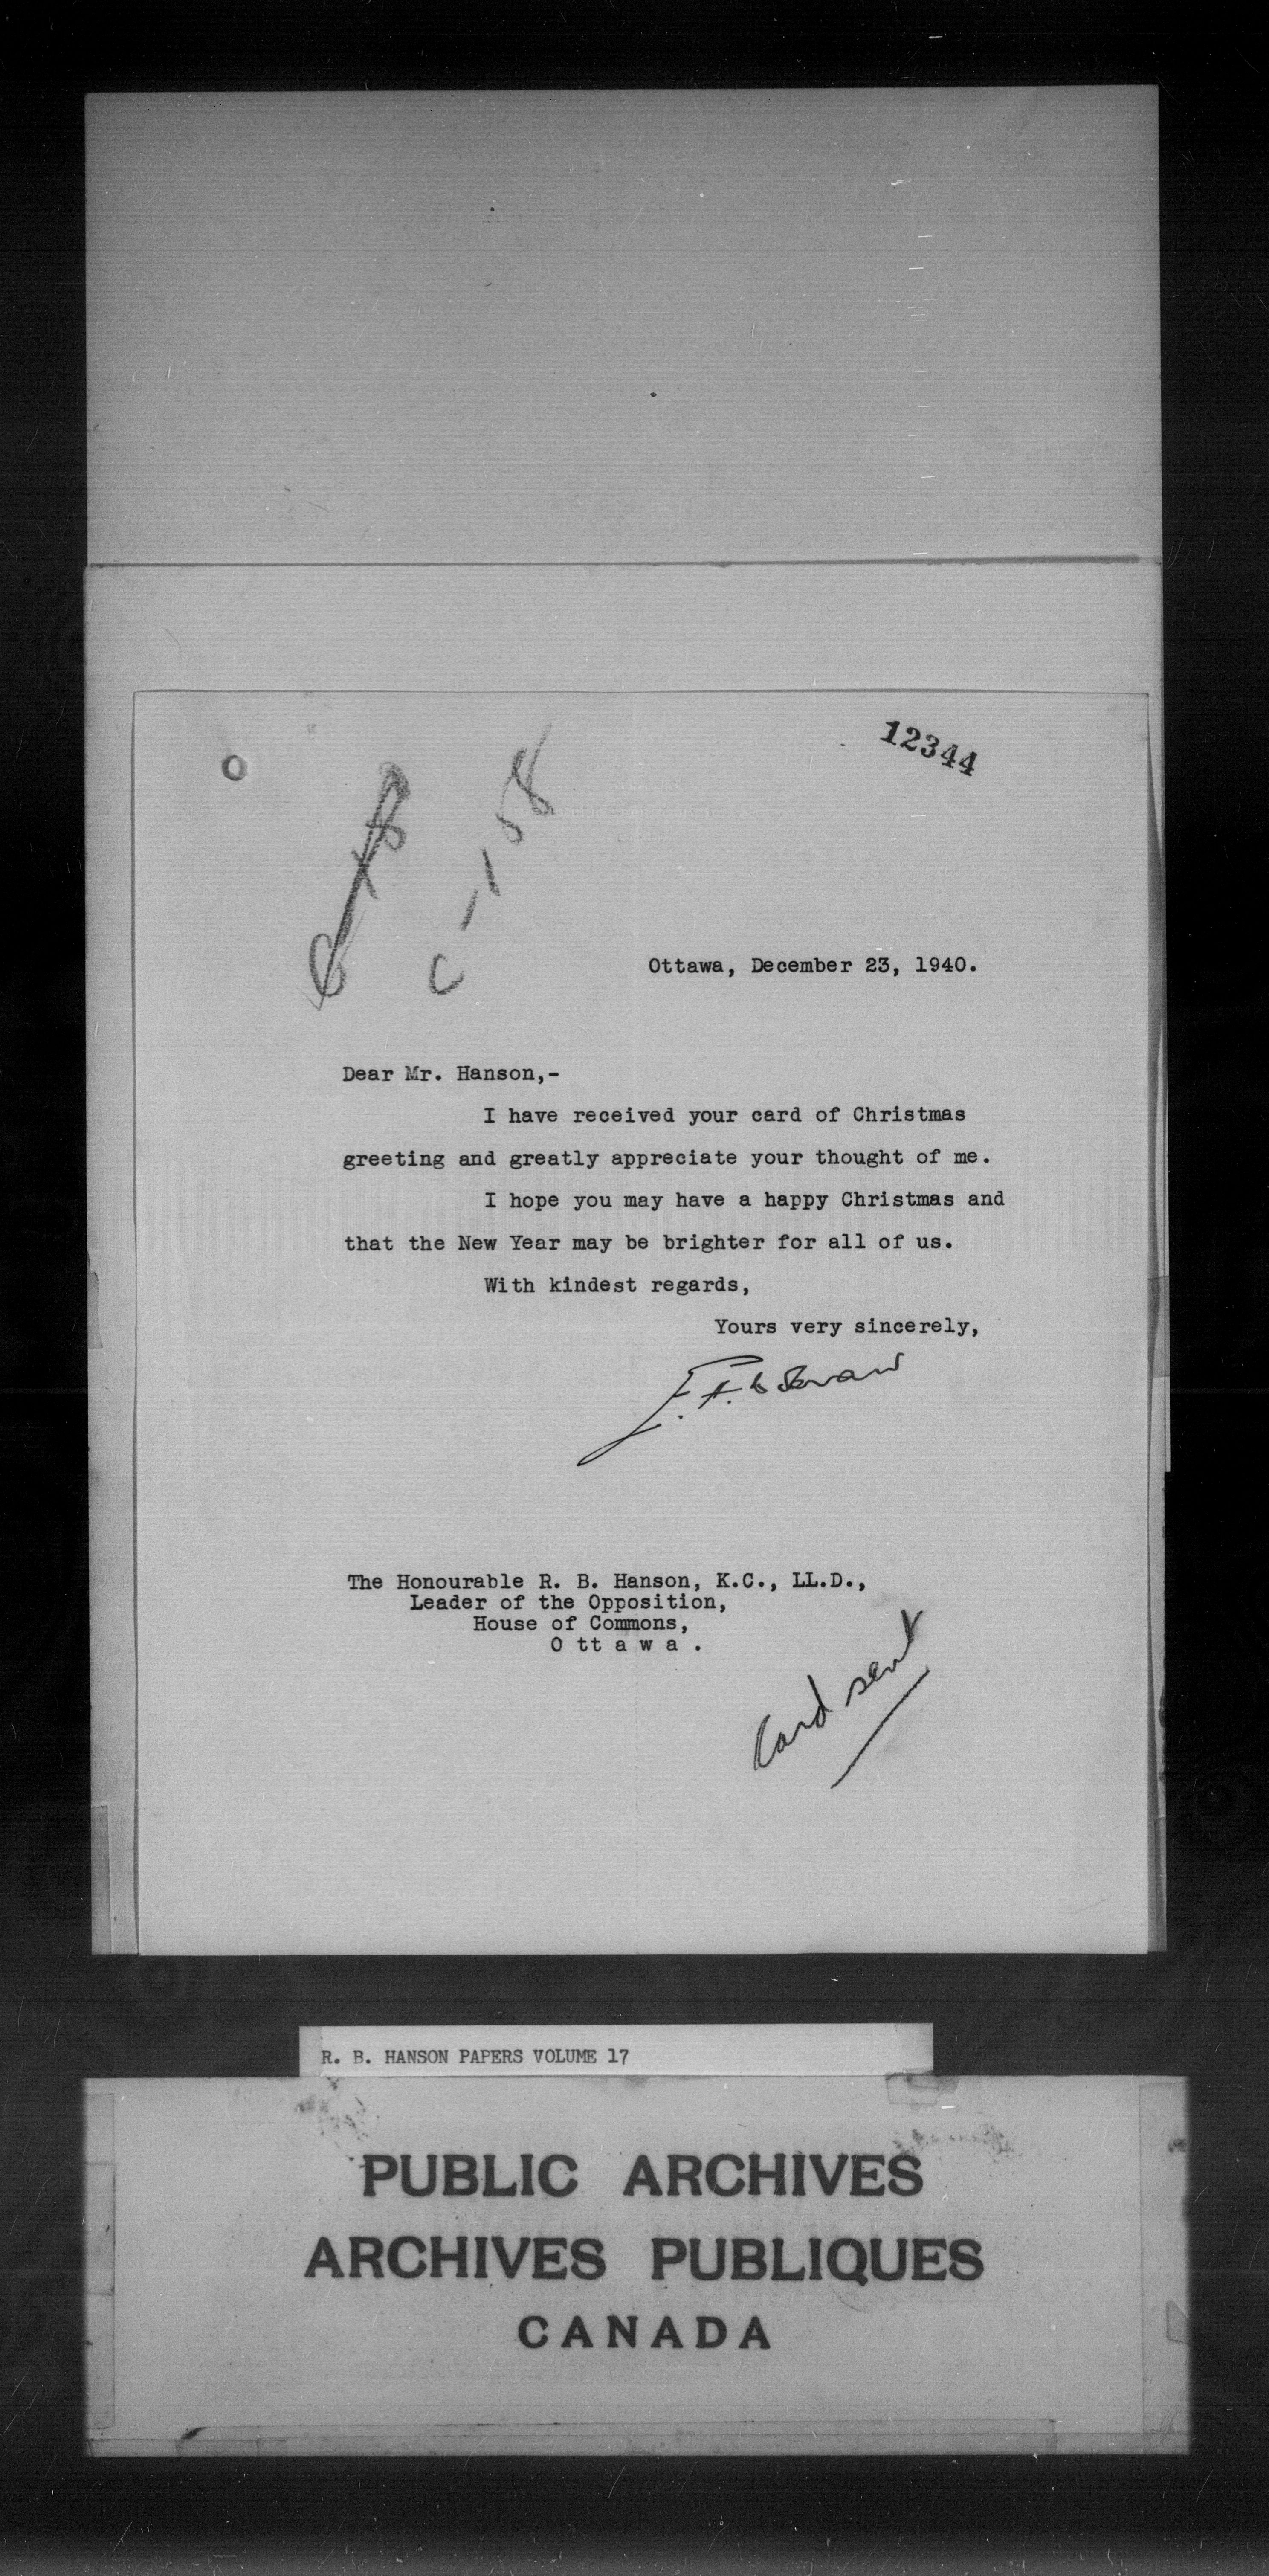 12344
C-158
Ottawa, December 23, 1940.
Dear Mr. Hanson,-
I have received your card of Christmas
greeting and greatly appreciate your thought of me.
I hope you may have a happy Christmas and
that the New Year may be brighter for all of us.
With kindest regards,
Yours very sincerely,
The Honourable R. B. Hanson, K.C., LL.D.,
Leader of the Opposition,
House of Commons,
O tt a w a .
Card sent
R. B. HANSON PAPERS VOLUME 17
PUBLIC ARCHIVES
ARCHIVES PUBLIQUES
CANADA